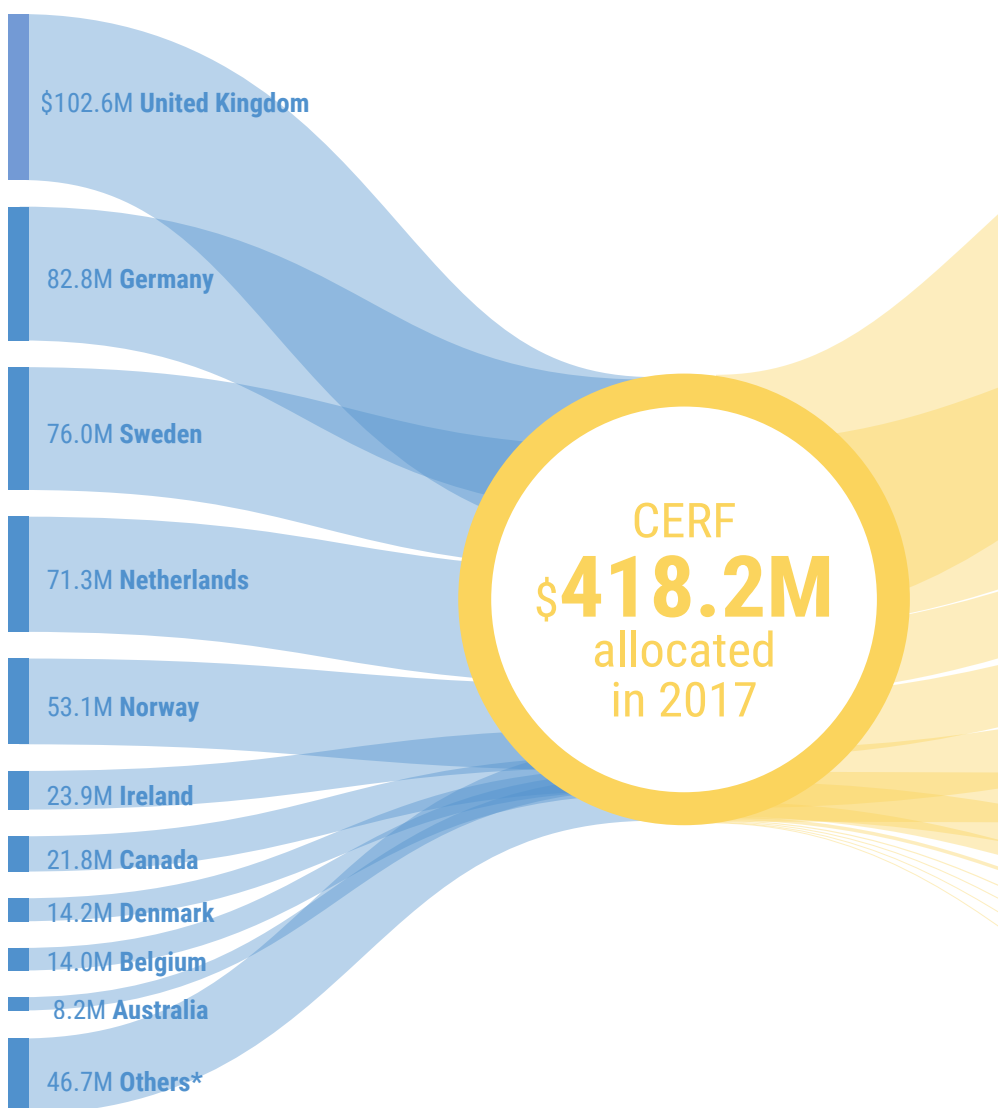 $102.6M United Kingdom
82.8M Germany
76.0M Sweden
71.3M Netherlands
53.1M Norway
23.9M Ireland
21.8M Canada
14.2M Denmark
14.0M Belgium
8.2M Australia
46.7M Others*
CERF
$418.2M
allocated
in 2017